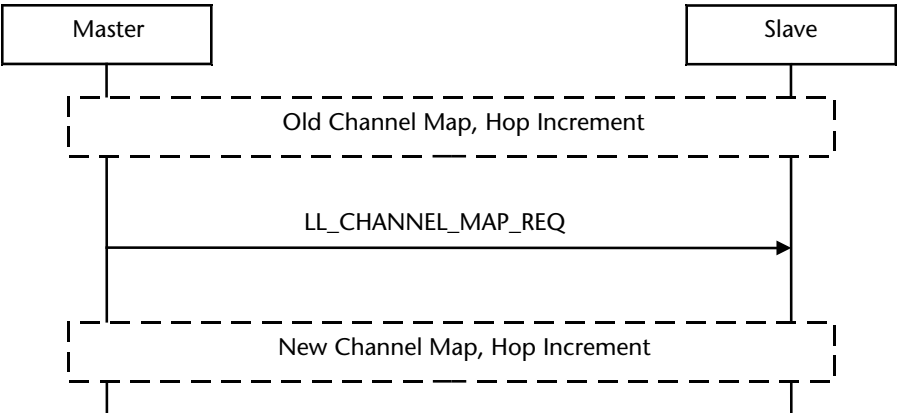 Master
Slave
Old Channel Map, Hop Increment
LL_CHANNEL_MAP_REQ
New Channel Map, Hop Increment